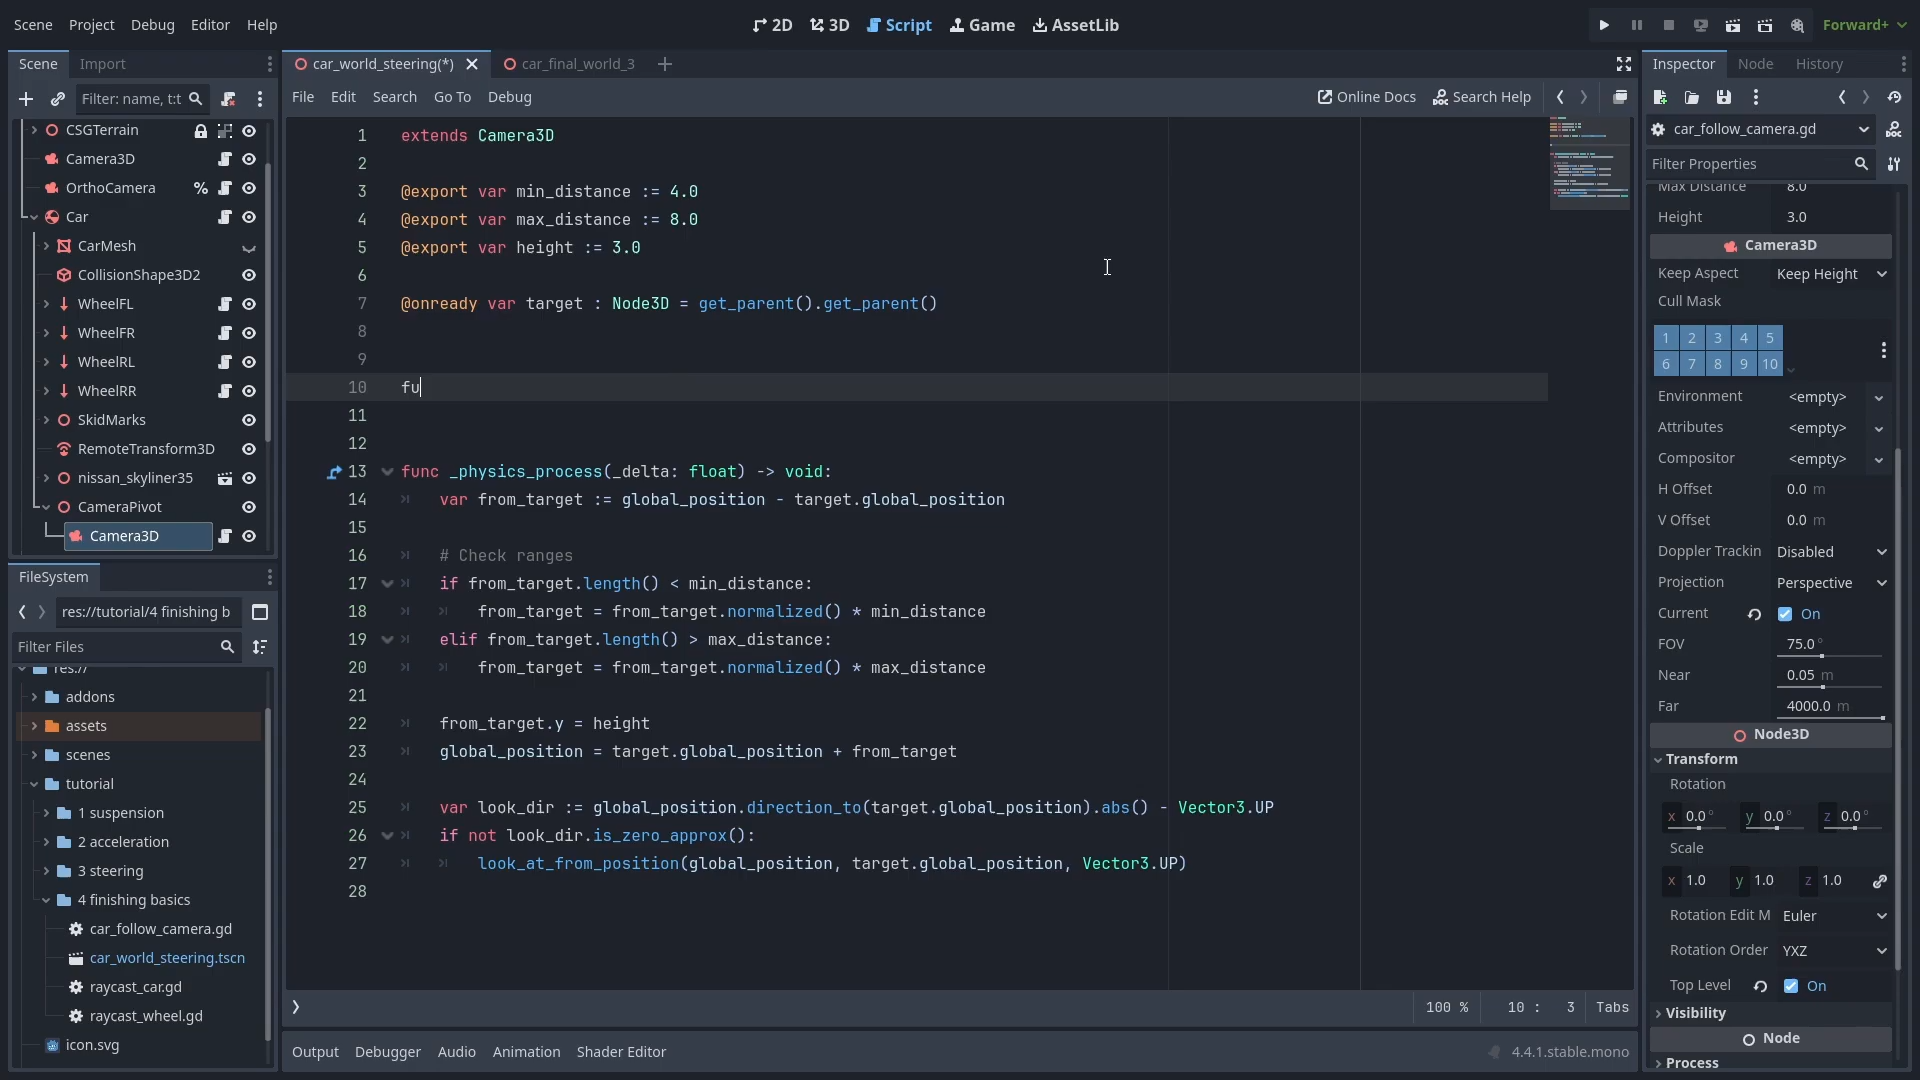 Scene Project Debug Editor Help
2D 3D Script Game AssetLib
Forward+
Scene Import
Filter: name, t:t
CSGTerrain
Camera3D
OrthoCamera %
Car
CarMesh
CollisionShape3D2
WheelFL
WheelFR
WheelRL
WheelRR
SkidMarks
RemoteTransform3D
nissan_skyliner35
CameraPivot
Camera3D
FileSystem
res://tutorial/4 finishing b
Filter Files
res://
addons
assets
scenes
tutorial
1 suspension
2 acceleration
3 steering
4 finishing basics
car_follow_camera.gd
car_world_steering.tscn
raycast_car.gd
raycast_wheel.gd
icon.svg
car_world_steering(*) car_final_world_3
File Edit Search Go To Debug
Online Docs Search Help
1 extends Camera3D
2
3 @export var min_distance := 4.0
4 @export var max_distance := 8.0
5 @export var height := 3.0
6
7 @onready var target : Node3D = get_parent().get_parent()
8
9
10 fu
11
12
13 func _physics_process(_delta: float) -> void:
14 var from_target := global_position - target.global_position
15
16 # Check ranges
17 if from_target.length() < min_distance:
18 from_target = from_target.normalized() * min_distance
19 elif from_target.length() > max_distance:
20 from_target = from_target.normalized() * max_distance
21
22 from_target.y = height
23 global_position = target.global_position + from_target
24
25 var look_dir := global_position.direction_to(target.global_position).abs() - Vector3.UP
26 if not look_dir.is_zero_approx():
27 look_at_from_position(global_position, target.global_position, Vector3.UP)
28
100 % 10 : 3 Tabs
Output Debugger Audio Animation Shader Editor
4.4.1.stable.mono
Inspector Node History
car_follow_camera.gd
Filter Properties
Max Distance 8.0
Height 3.0
Camera3D
Keep Aspect Keep Height
Cull Mask
1 2 3 4 5
6 7 8 9 10
Environment <empty>
Attributes <empty>
Compositor <empty>
H Offset 0.0 m
V Offset 0.0 m
Doppler Trackin Disabled
Projection Perspective
Current On
FOV 75.0 °
Near 0.05 m
Far 4000.0 m
Node3D
Transform
Rotation
x 0.0 ° y 0.0 ° z 0.0 °
Scale
x 1.0 y 1.0 z 1.0
Rotation Edit M Euler
Rotation Order YXZ
Top Level On
Visibility
Node
Process